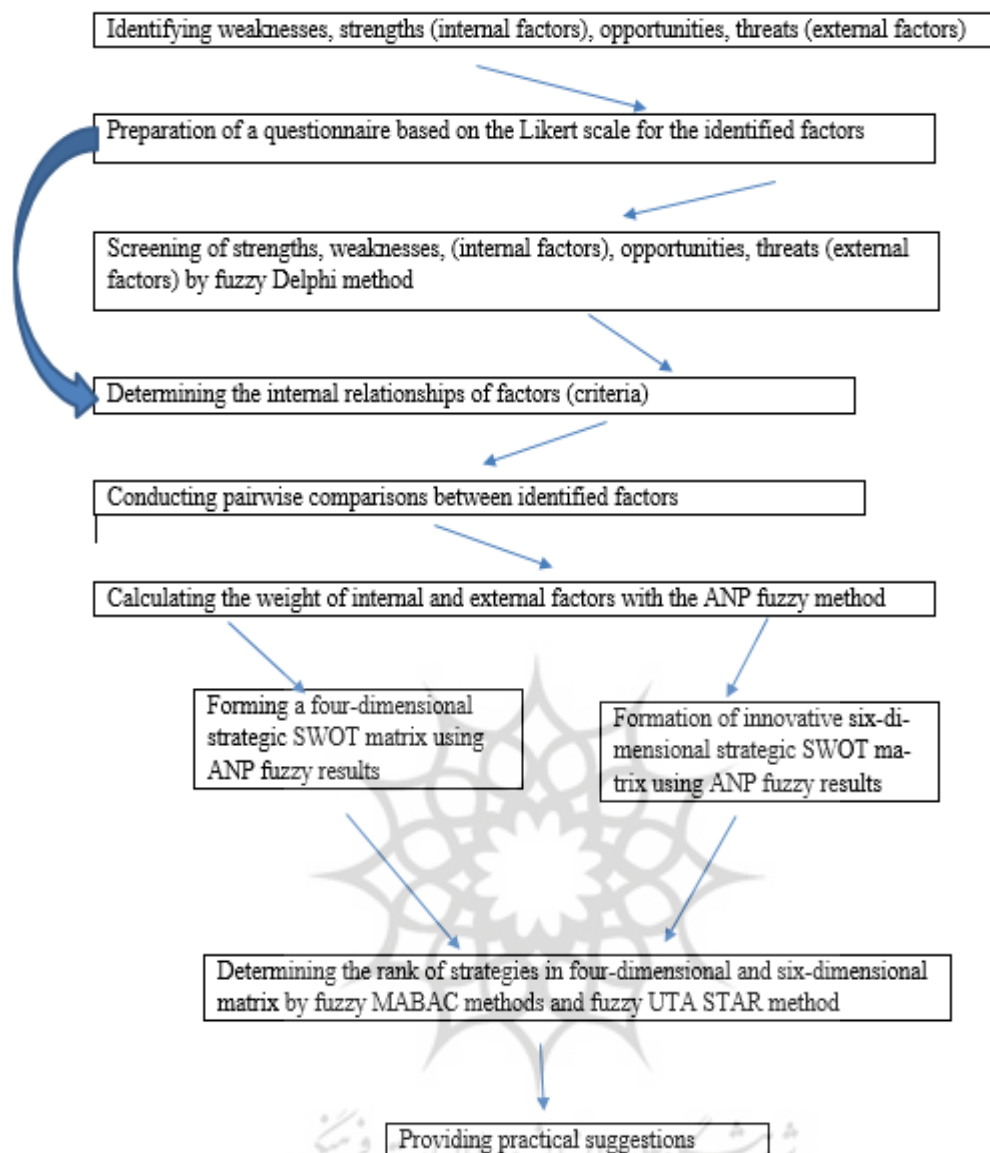 Identifying weaknesses, strengths (internal factors), opportunities, threats (external factors)
Preparation of a questionnaire based on the Likert scale for the identified factors
Screening of strengths, weaknesses, (internal factors), opportunities, threats (external
factors) by fuzzy Delphi method
Determining the internal relationships of factors (criteria)
Conducting pairwise comparisons between identified factors
Calculating the weight of internal and external factors with the ANP fuzzy method
Forming a four-dimensional
strategic SWOT matrix using
ANP fuzzy results
Formation of innovative six-di-
mensional strategic SWOT ma-
trix using ANP fuzzy results
Determining the rank of strategies in four-dimensional and six-dimensional
matrix by fuzzy MABAC methods and fuzzy UTA STAR method
Providing practical suggestions